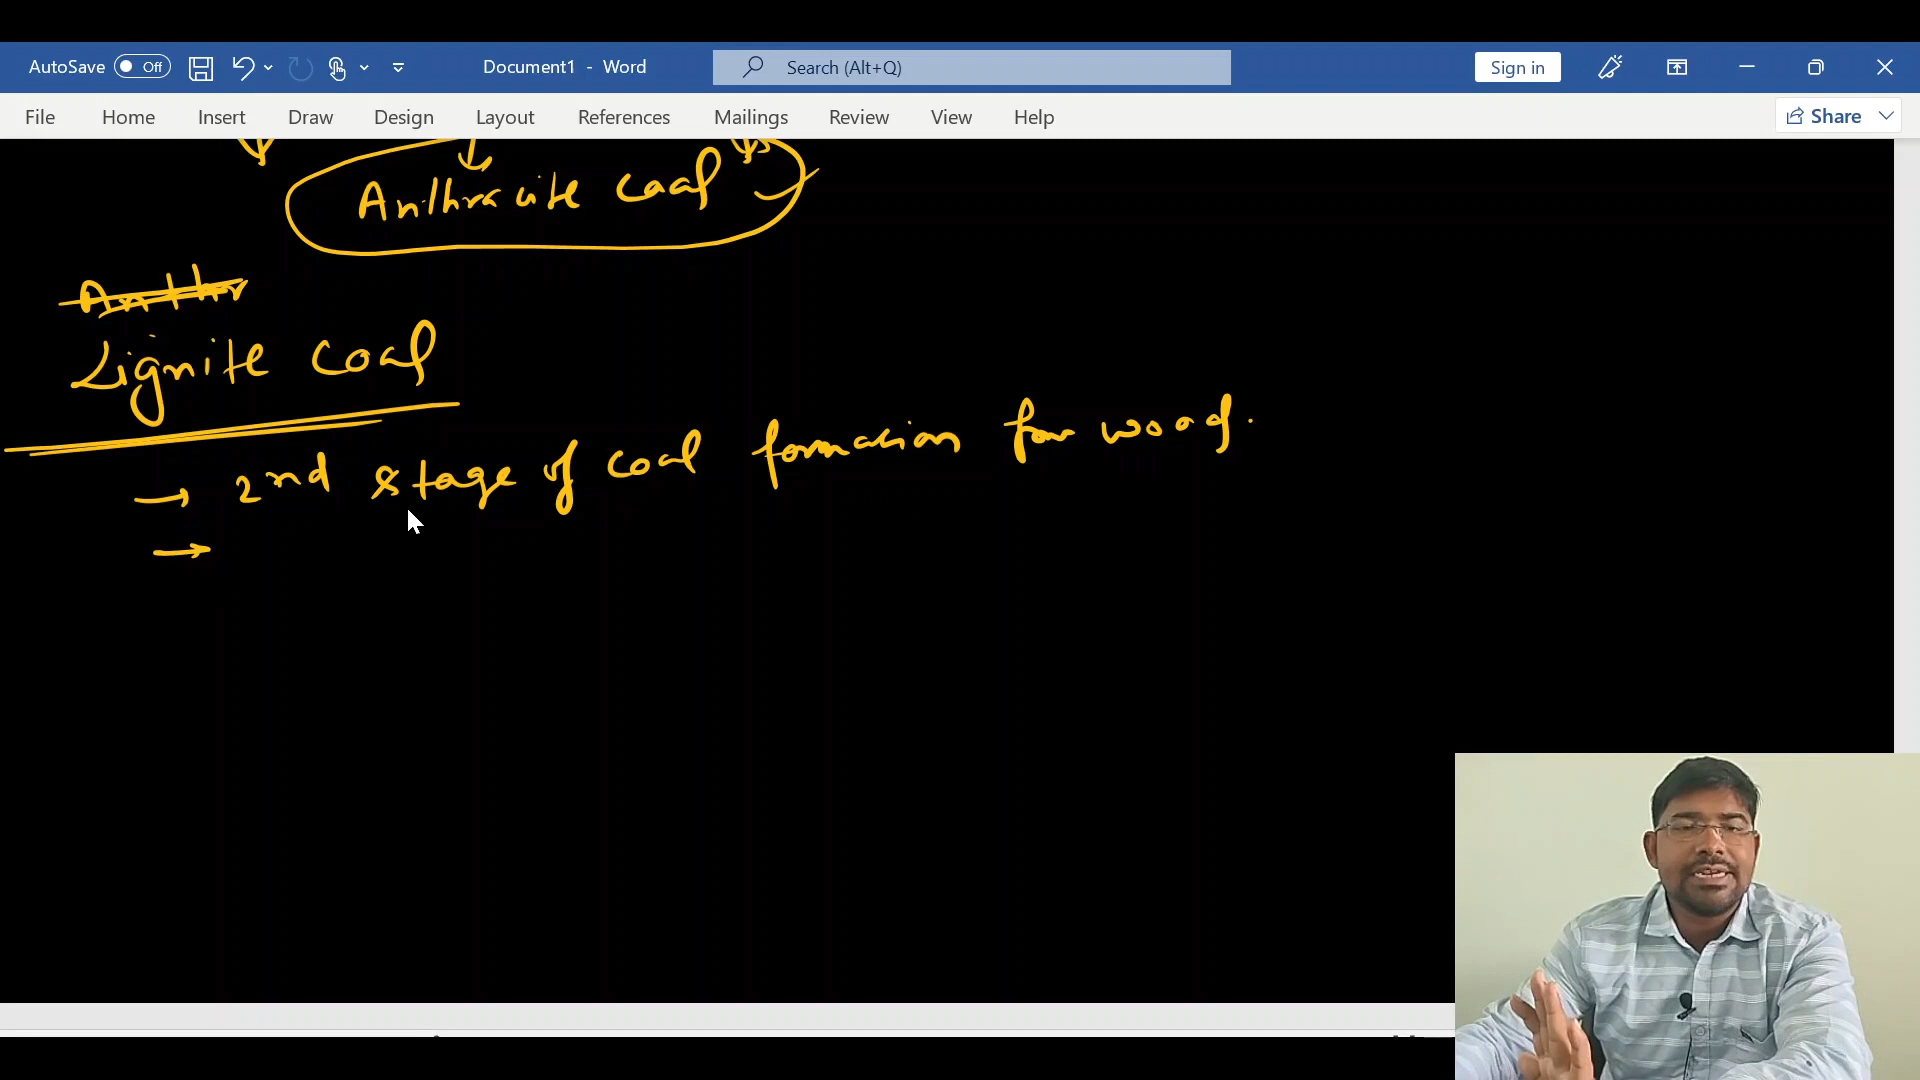 AutoSave Off Document1 - Word Search (Alt+Q) Sign in
File Home Insert Draw Design Layout References Mailings Review View Help Share
Anthracite coal
Anthr
Lignite coal
→ 2nd stage of coal formation for wood.
→